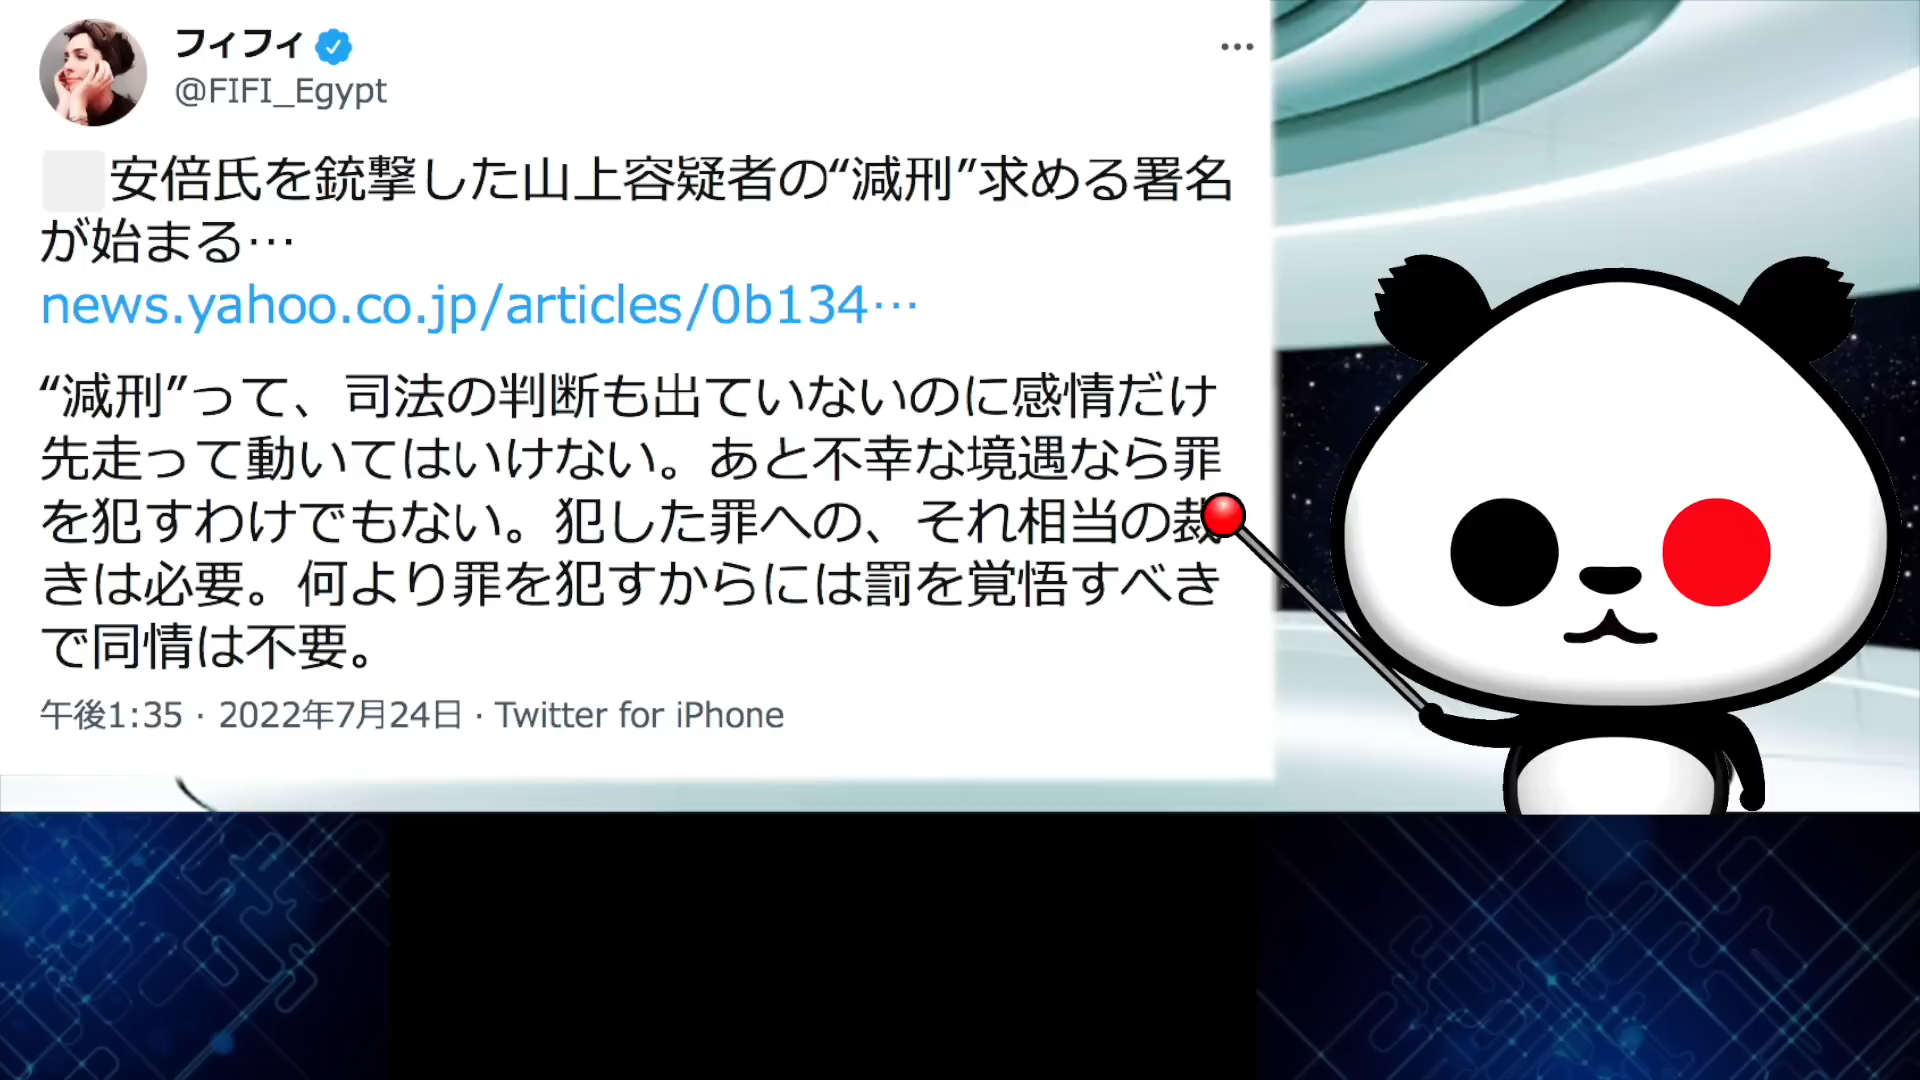 フィフィ
@FIFI_Egypt
安倍氏を銃撃した山上容疑者の“減刑”求める署名
が始まる…
news.yahoo.co.jp/articles/0b134…
“減刑”って、司法の判断も出ていないのに感情だけ
先走って動いてはいけない。あと不幸な境遇なら罪
を犯すわけでもない。犯した罪への、それ相当の裁
きは必要。何より罪を犯すからには罰を覚悟すべき
で同情は不要。
午後1:35 · 2022年7月24日 · Twitter for iPhone